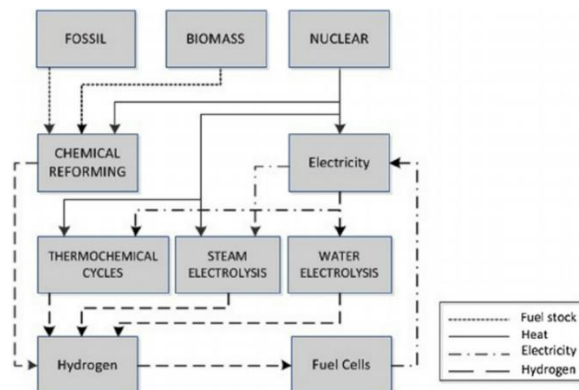 FOSSIL
BIOMASS
NUCLEAR
CHEMICAL
REFORMING
Electricity
THERMOCHEMICAL
CYCLES
STEAM
ELECTROLYSIS
WATER
ELECTROLYSIS
Hydrogen
Fuel Cells
Fuel stock
Heat
Electricity
Hydrogen